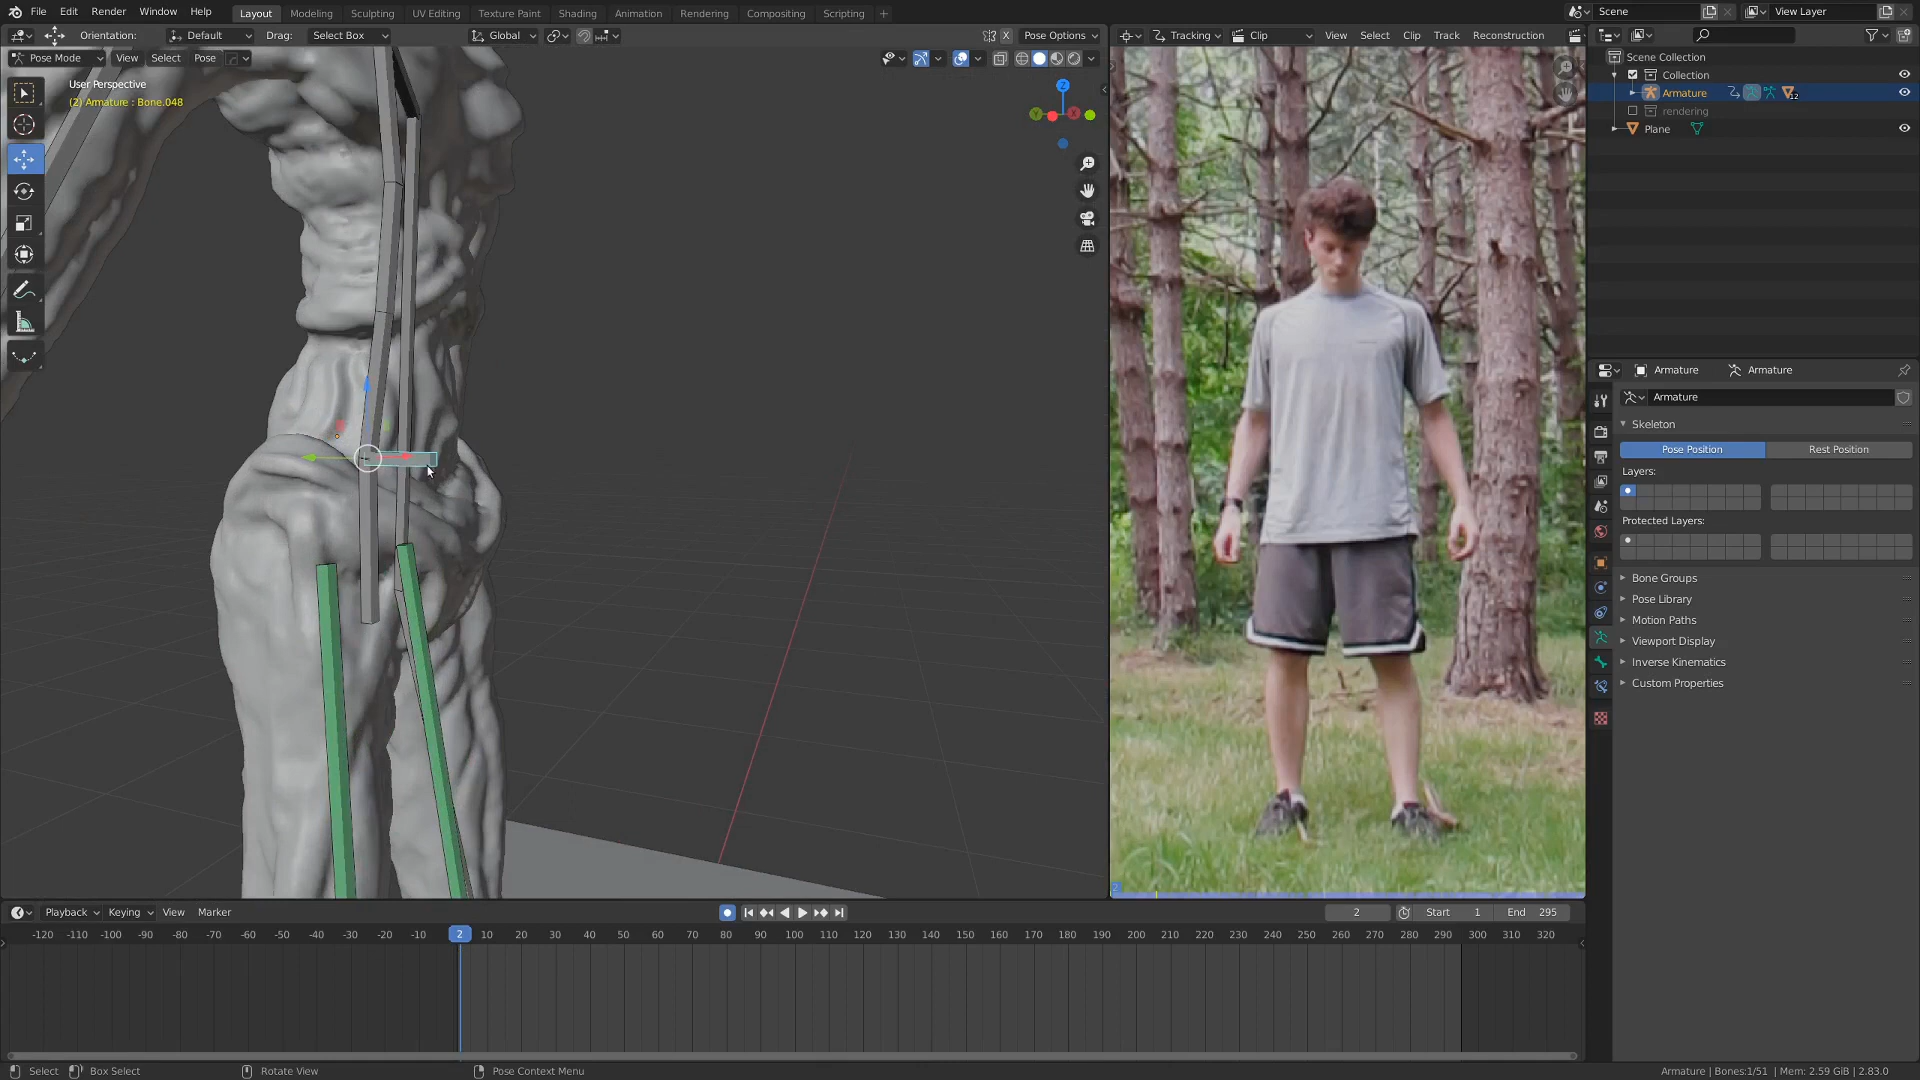 File Edit Render Window Help Layout Modeling Sculpting UV Editing Texture Paint Shading Animation Rendering Compositing Scripting + Scene View Layer
Orientation: Default Drag: Select Box Global X Pose Options Tracking Clip View Select Clip Track Reconstruction
Pose Mode View Select Pose
User Perspective
(2) Armature : Bone.048
Z
Y
X
Scene Collection
Collection
Armature 12
rendering
Plane
Armature Armature
Armature
Skeleton
Pose Position Rest Position
Layers:
Protected Layers:
Bone Groups
Pose Library
Motion Paths
Viewport Display
Inverse Kinematics
Custom Properties
2
Playback Keying View Marker 2 Start 1 End 295
-120 -110 -100 -90 -80 -70 -60 -50 -40 -30 -20 -10 2 10 20 30 40 50 60 70 80 90 100 110 120 130 140 150 160 170 180 190 200 210 220 230 240 250 260 270 280 290 300 310 320
Select Box Select Rotate View Pose Context Menu Armature | Bones:1/51 | Mem: 2.59 GiB | 2.83.0